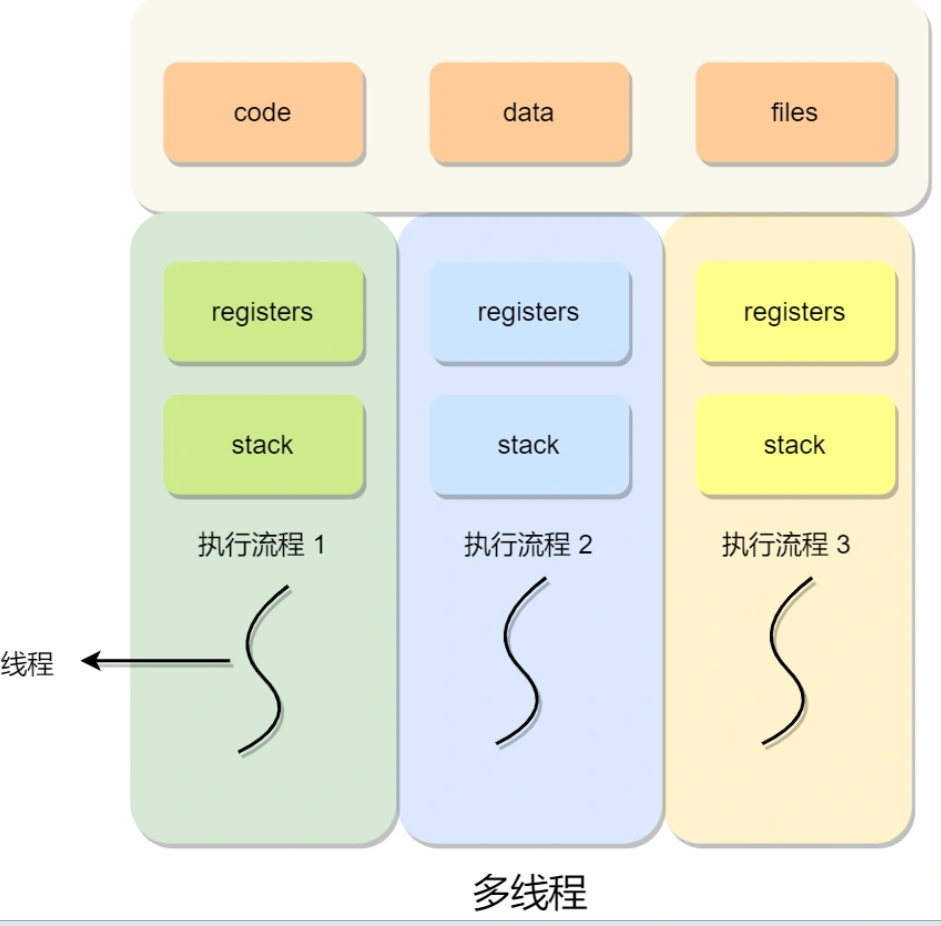 code
data
files
registers
registers
registers
stack
stack
stack
执行流程 1
执行流程 2
执行流程 3
线程
多线程